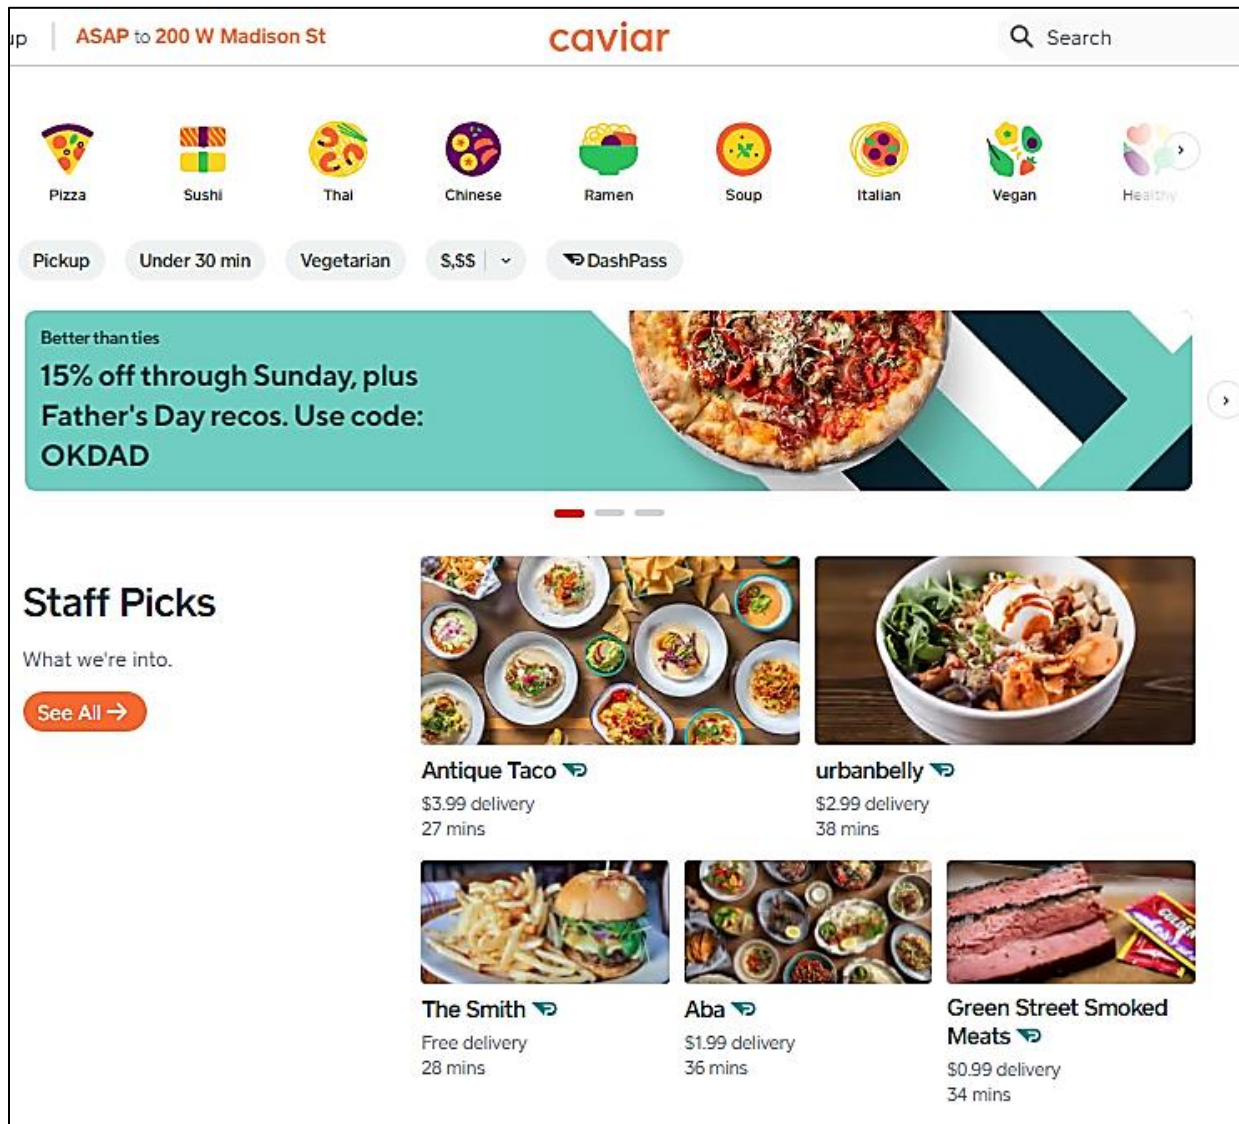 up
ASAP to 200 W Madison St
caviar
Search
Pizza
Sushi
Thai
Chinese
Ramen
Soup
Italian
Vegan
Healthy
Pickup
Under 30 min
Vegetarian
$,$$
DashPass
Better than ties
15% off through Sunday, plus
Father's Day recos. Use code:
OKDAD
Staff Picks
What we're into.
See All →
Antique Taco
$3.99 delivery
27 mins
urbanbelly
$2.99 delivery
38 mins
The Smith
Free delivery
28 mins
Aba
$1.99 delivery
36 mins
Green Street Smoked
Meats
$0.99 delivery
34 mins